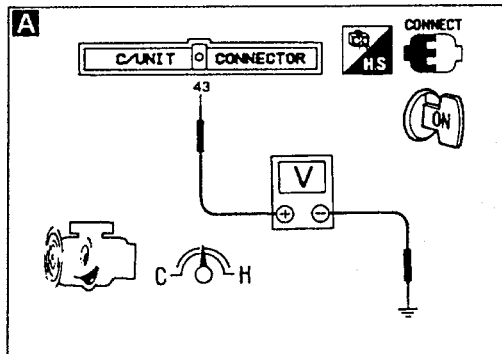 A
CONNECT
C/UNIT CONNECTOR
H.S
43
ON
V
+ −
C H